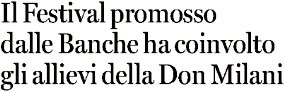 Il Festival promosso
dalle Banche ha coinvolto
gli allievi della Don Milani